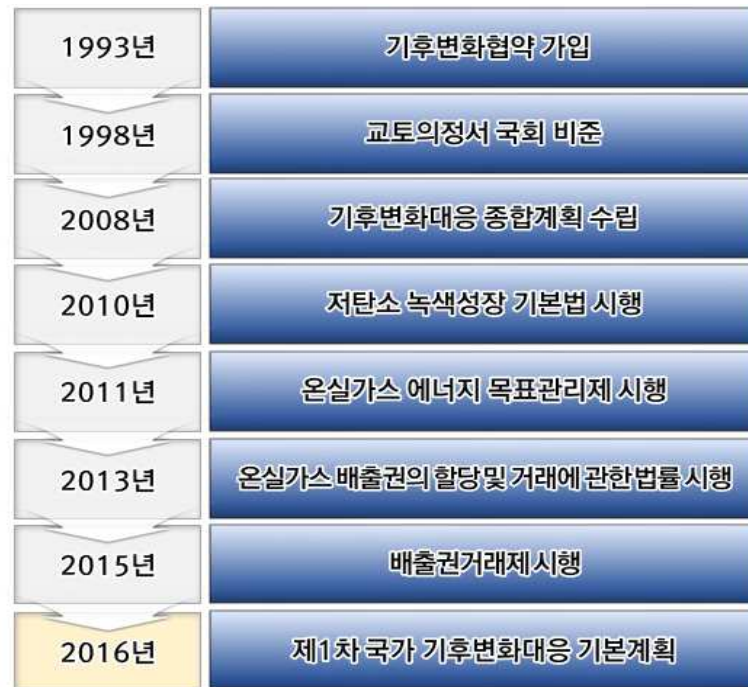 1993년 기후변화협약 가입
1998년 교토의정서 국회 비준
2008년 기후변화대응 종합계획 수립
2010년 저탄소 녹색성장 기본법 시행
2011년 온실가스 에너지 목표관리제 시행
2013년 온실가스 배출권의 할당 및 거래에 관한 법률 시행
2015년 배출권거래제 시행
2016년 제1차 국가 기후변화대응 기본계획